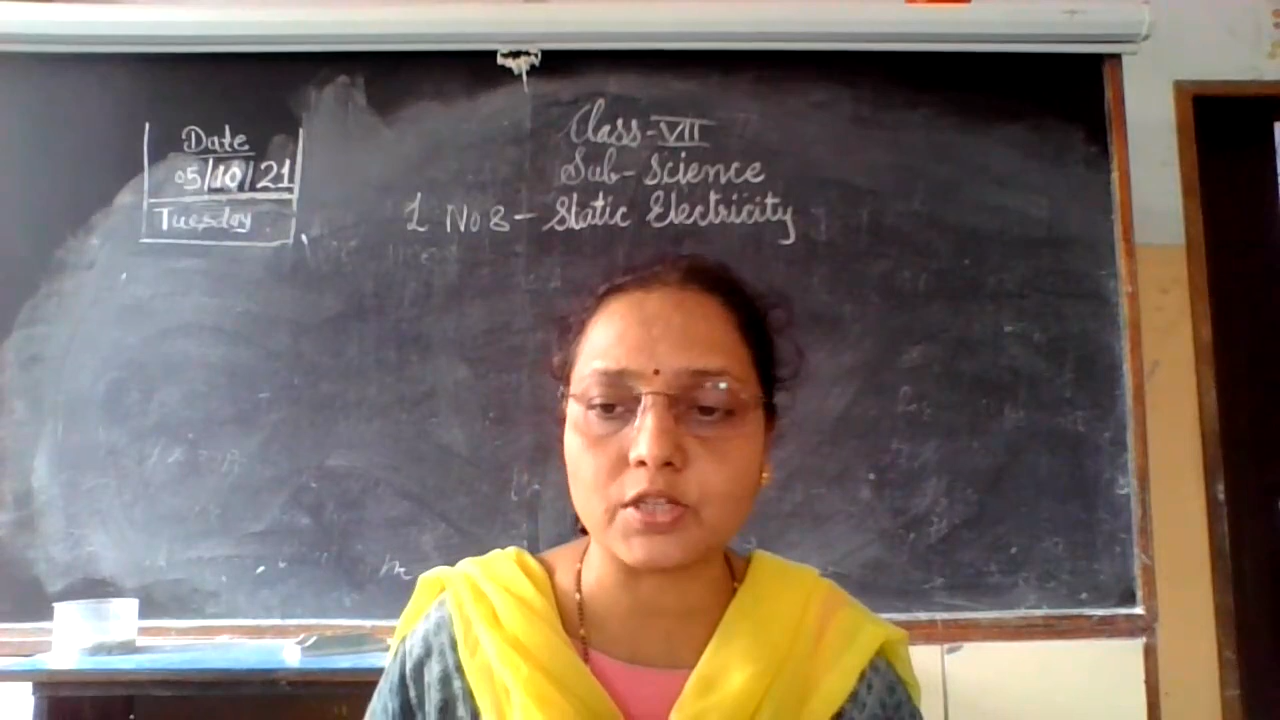 Date
05/10/21
Tuesday
Class-VII
Sub-Science
L No 8 - Static Electricity